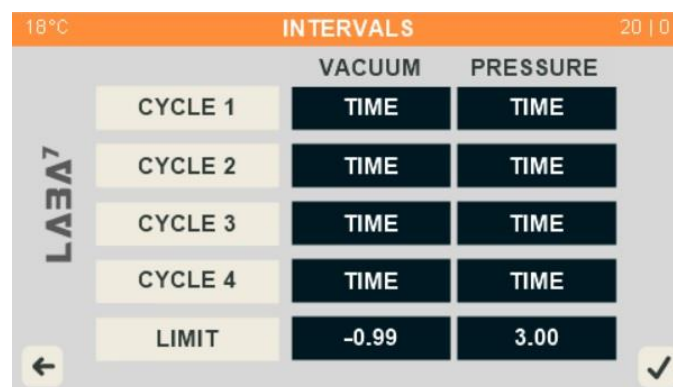 18°C INTERVALS 20 | 0
VACUUM PRESSURE
CYCLE 1 TIME TIME
CYCLE 2 TIME TIME
CYCLE 3 TIME TIME
CYCLE 4 TIME TIME
LIMIT -0.99 3.00
LABA7